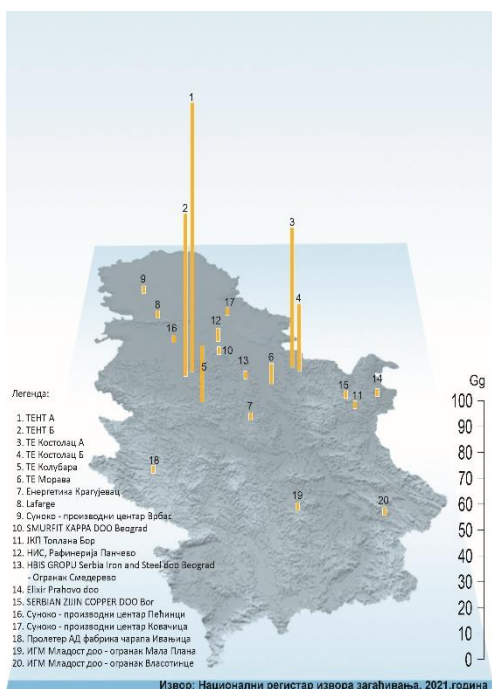 1
2
3
4
9
8
17
12
16
10
5
13
6
7
15
14
11
18
19
20
Gg
100
90
80
70
60
50
40
30
20
10
0
Легенда:
1. ТЕНТ А
2. ТЕНТ Б
3. ТЕ Костолац А
4. ТЕ Костолац Б
5. ТЕ Колубара
6. ТЕ Морава
7. Енергетика Крагујевац
8. Lafarge
9. Суноко - производни центар Врбас
10. SMURFIT KAPPA DOO Beograd
11. ЈКП Топлана Бор
12. НИС, Рафинерија Панчево
13. HBIS GROPU Serbia Iron and Steel doo Beograd
- Огранак Смедерево
14. Elixir Prahovo doo
15. SERBIAN ZIJIN COPPER DOO Bor
16. Суноко - производни центар Пећинци
17. Суноко - производни центар Ковачица
18. Пролетер АД фабрика чарапа Ивањица
19. ИГМ Младост доо - огранак Мала Плана
20. ИГМ Младост доо - огранак Власотинце
Извор: Национални регистар извора загађивања, 2021.година